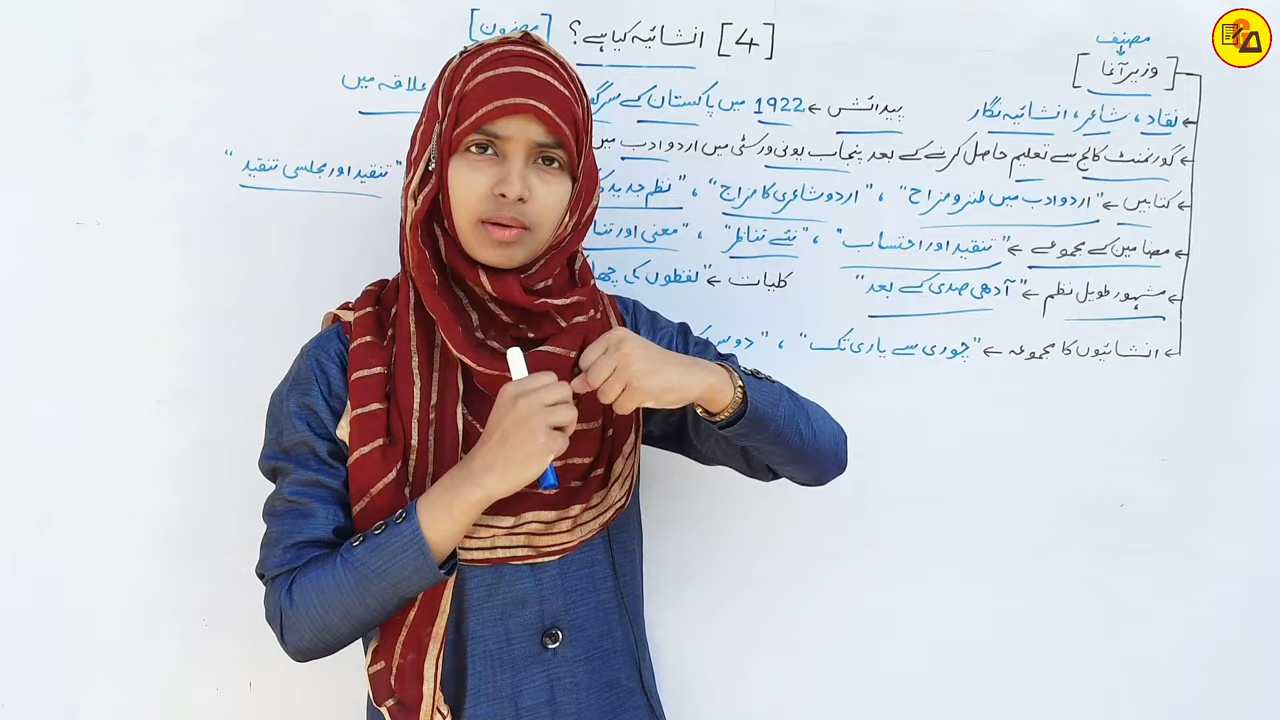 [4] انشائیہ کیا ہے؟ [مضمون]
مصنف
[وزیر آغا]
نقاد، شاعر، انشائیہ نگار پیدائش ← 1922 میں پاکستان کے علاقہ میں
گورنمنٹ کالج سے تعلیم حاصل کرنے کے بعد پنجاب یونی ورسٹی میں اردو ادب میں
کتابیں ← "اردو ادب میں طنز و مزاح"، "اردو شاعری کا مزاج"، "نظم جدید "تنقید اور مجلسی تنقید"
مضامین کے مجموعے ← "تنقید اور احتساب"، "نئے تناظر"، "معنی اور
مشہور طویل نظم ← "آدھی صدی کے بعد" کلیات ← "لفظوں کی
انشائیوں کا مجموعہ ← "چوری سے یاری تک"،